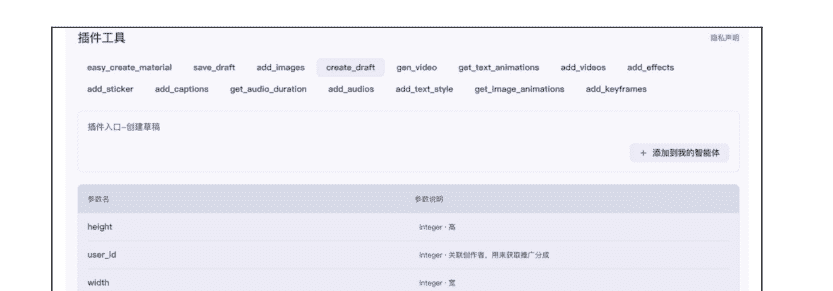 插件工具 隐私声明
easy_create_material save_draft add_images create_draft gen_video get_text_animations add_videos add_effects
add_sticker add_captions get_audio_duration add_audios add_text_style get_image_animations add_keyframes
插件入口-创建草稿
+ 添加到我的智能体
参数名 参数说明
height Integer · 高
user_id Integer · 关联创作者，用来获取推广分成
width Integer · 宽